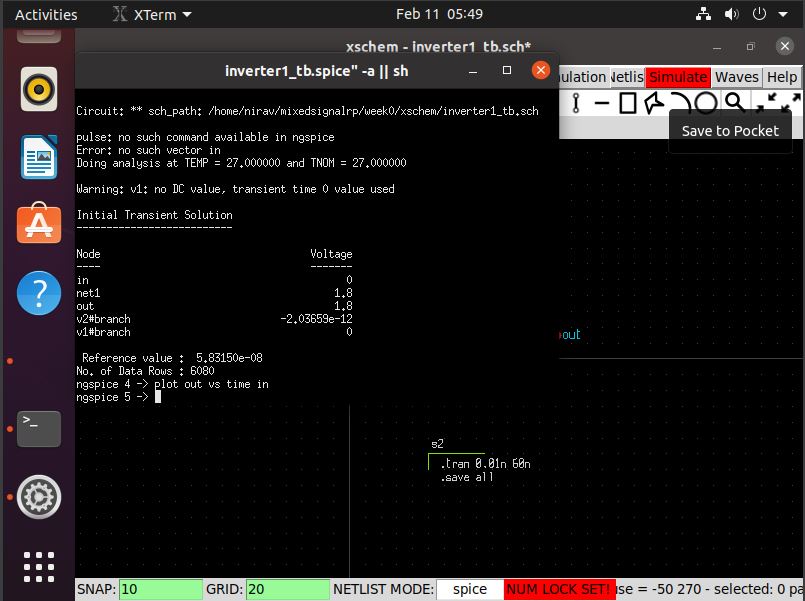 Activities
XTerm
Feb 11 05:49
xschem - inverter1_tb.sch*
inverter1_tb.spice" -a || sh
Simulate
Waves
Help
Save to Pocket
Circuit: ** sch_path: /home/nirav/mixedsignalrp/week0/xschem/inverter1_tb.sch
pulse: no such command available in ngspice
Error: no such vector in
Doing analysis at TEMP = 27.000000 and TNOM = 27.000000
Warning: v1: no DC value, transient time 0 value used
Initial Transient Solution
--------------------------
Node Voltage
---- -------
in 0
net1 1.8
out 1.8
v2#branch -2.03659e-12
v1#branch 0
Reference value : 5.83150e-08
No. of Data Rows : 6080
ngspice 4 -> plot out vs time in
ngspice 5 ->
out
s2
.tran 0.01n 60n
.save all
SNAP: 10 GRID: 20 NETLIST MODE: spice NUM LOCK SET! use = -50 270 - selected: 0 pa